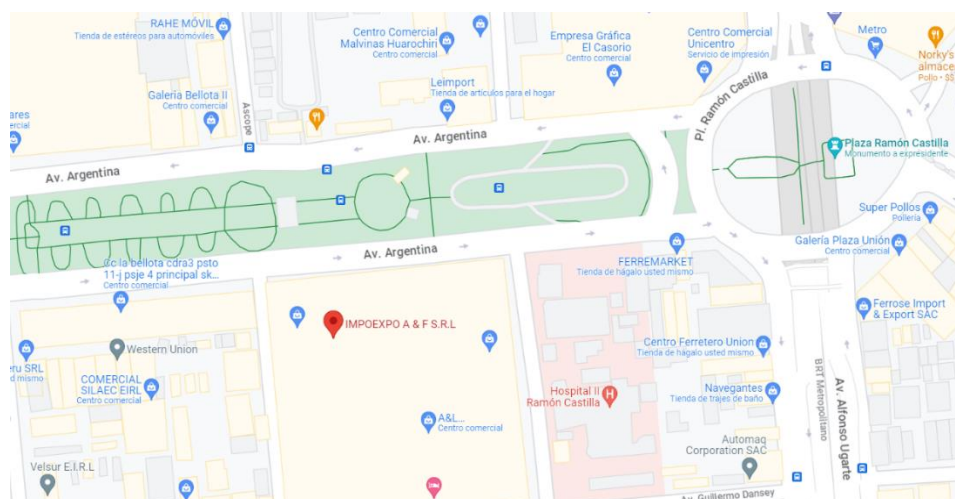 RAHE MÓVIL
Tienda de estéreos para automóviles
Centro Comercial
Malvinas Huarochiri
Centro comercial
Empresa Gráfica
El Casorio
Centro comercial
Centro Comercial
Unicentro
Servicio de impresión
Metro
Norky's
almace
Pollo • $$
Galería Bellota II
Centro comercial
Ascope
Leimport
Tienda de artículos para el hogar
ares
ercial
Av. Argentina
Av. Argentina
Pl. Ramón Castilla
Plaza Ramón Castilla
Monumento a expresidente
Super Pollos
Pollería
Galería Plaza Unión
Centro comercial
Av. Argentina
Cc la bellota cdra3 psto
11-j psje 4 principal sk...
Centro comercial
FERREMARKET
Tienda de hágalo usted mismo
Ferrose Import
& Export SAC
IMPOEXPO A & F S.R.L
Western Union
eru SRL
d mismo
COMERCIAL
SILAEC EIRL
Centro comercial
Centro Ferretero Union
Tienda de hágalo usted mismo
Hospital II
Ramón Castilla
H
Navegantes
Tienda de trajes de baño
BRT Metropolitano
Av. Alfonso Ugarte
A&L...
Centro comercial
Automaq
Corporation SAC
Velsur E.I.R.L
Av. Guillermo Dansey